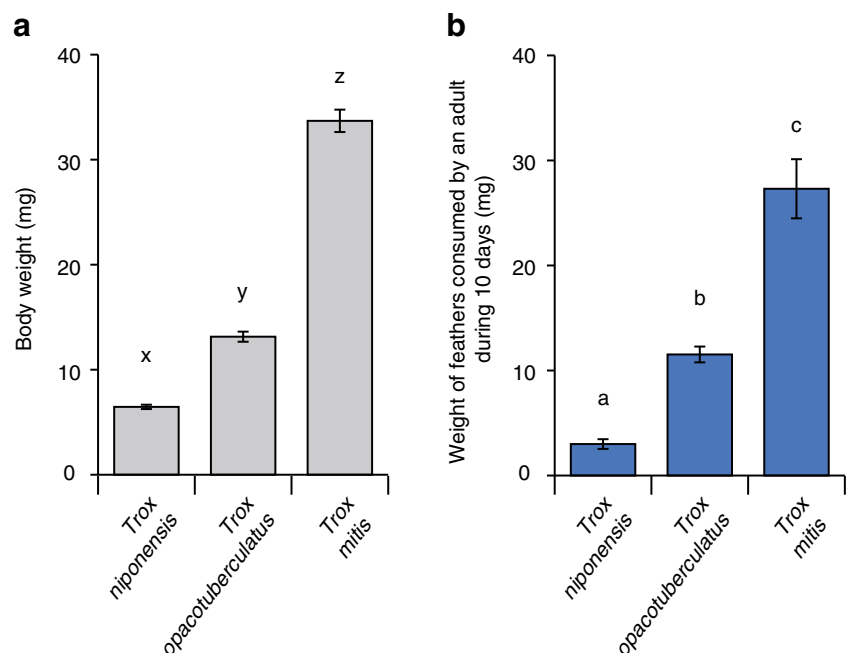 a
40
30
20
10
0
Body weight (mg)
x
y
z
Trox
niponensis
Trox
opacotuberculatus
Trox
mitis
b
40
30
20
10
0
Weight of feathers consumed by an adult
during 10 days (mg)
a
b
c
Trox
niponensis
Trox
opacotuberculatus
Trox
mitis